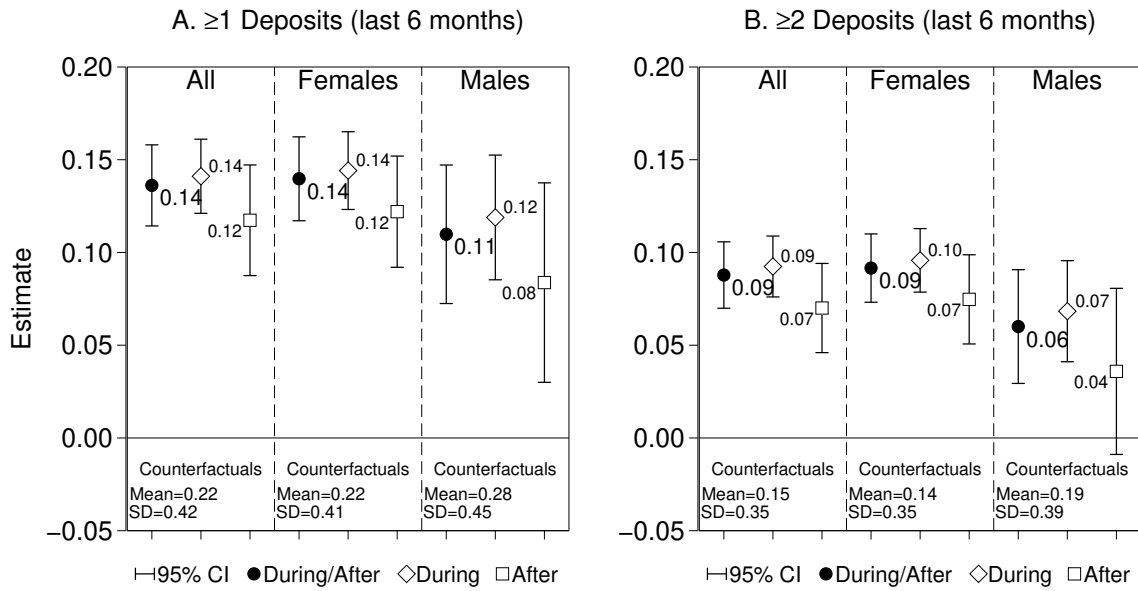 A. ≥1 Deposits (last 6 months)
Estimate
0.20
0.15
0.10
0.05
0.00
−0.05
All
Females
Males
0.14
0.14
0.12
0.14
0.14
0.12
0.11
0.12
0.08
Counterfactuals
Mean=0.22
SD=0.42
Counterfactuals
Mean=0.22
SD=0.41
Counterfactuals
Mean=0.28
SD=0.45
95% CI
During/After
During
After
B. ≥2 Deposits (last 6 months)
0.20
0.15
0.10
0.05
0.00
−0.05
All
Females
Males
0.09
0.09
0.07
0.09
0.10
0.07
0.06
0.07
0.04
Counterfactuals
Mean=0.15
SD=0.35
Counterfactuals
Mean=0.14
SD=0.35
Counterfactuals
Mean=0.19
SD=0.39
95% CI
During/After
During
After